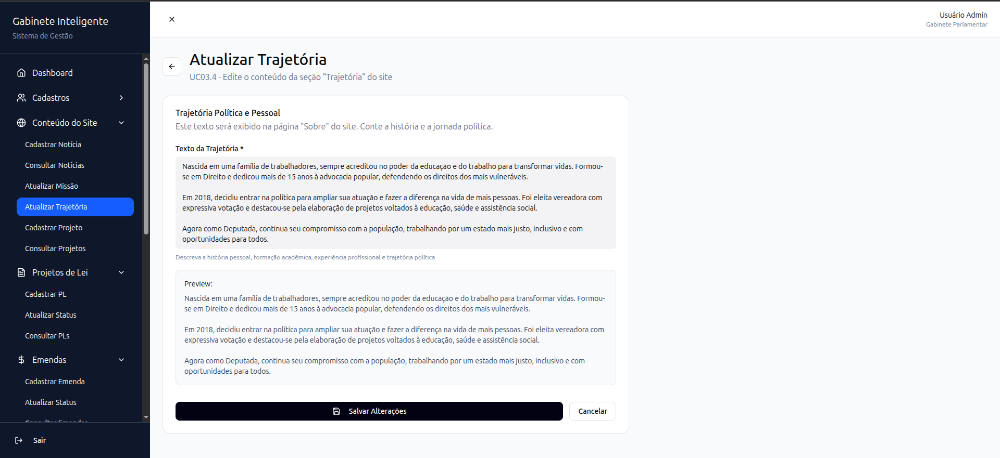 Gabinete Inteligente
Sistema de Gestão
Dashboard
Cadastros
Conteúdo do Site
Cadastrar Notícia
Consultar Notícias
Atualizar Missão
Atualizar Trajetória
Cadastrar Projeto
Consultar Projetos
Projetos de Lei
Cadastrar PL
Atualizar Status
Consultar PLs
Emendas
Cadastrar Emenda
Atualizar Status
Consultar Emendas
Sair
Usuário Admin
Gabinete Parlamentar
Atualizar Trajetória
UC03.4 - Edite o conteúdo da seção "Trajetória" do site
Trajetória Política e Pessoal
Este texto será exibido na página "Sobre" do site. Conte a história e a jornada política.
Texto da Trajetória *
Nascida em uma família de trabalhadores, sempre acreditou no poder da educação e do trabalho para transformar vidas. Formou-
se em Direito e dedicou mais de 15 anos à advocacia popular, defendendo os direitos dos mais vulneráveis.
Em 2018, decidiu entrar na política para ampliar sua atuação e fazer a diferença na vida de mais pessoas. Foi eleita vereadora com
expressiva votação e destacou-se pela elaboração de projetos voltados à educação, saúde e assistência social.
Agora como Deputada, continua seu compromisso com a população, trabalhando por um estado mais justo, inclusivo e com
oportunidades para todos.
Descreva a história pessoal, formação acadêmica, experiência profissional e trajetória política
Preview:
Nascida em uma família de trabalhadores, sempre acreditou no poder da educação e do trabalho para transformar vidas. Formou-
se em Direito e dedicou mais de 15 anos à advocacia popular, defendendo os direitos dos mais vulneráveis.
Em 2018, decidiu entrar na política para ampliar sua atuação e fazer a diferença na vida de mais pessoas. Foi eleita vereadora com
expressiva votação e destacou-se pela elaboração de projetos voltados à educação, saúde e assistência social.
Agora como Deputada, continua seu compromisso com a população, trabalhando por um estado mais justo, inclusivo e com
oportunidades para todos.
Salvar Alterações
Cancelar